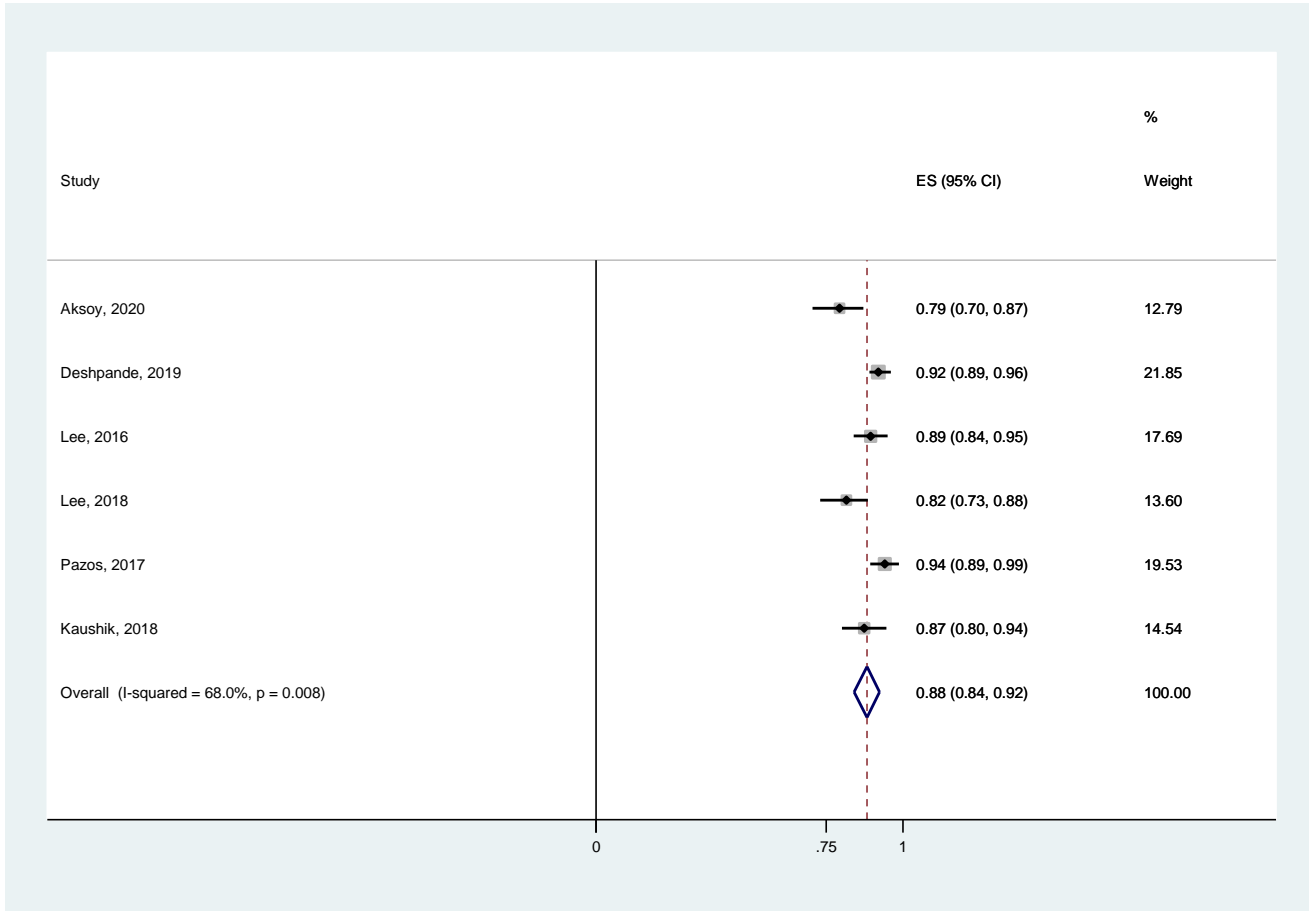 %
Study ES (95% CI) Weight
Aksoy, 2020 0.79 (0.70, 0.87) 12.79
Deshpande, 2019 0.92 (0.89, 0.96) 21.85
Lee, 2016 0.89 (0.84, 0.95) 17.69
Lee, 2018 0.82 (0.73, 0.88) 13.60
Pazos, 2017 0.94 (0.89, 0.99) 19.53
Kaushik, 2018 0.87 (0.80, 0.94) 14.54
Overall (I-squared = 68.0%, p = 0.008) 0.88 (0.84, 0.92) 100.00
0 .75 1